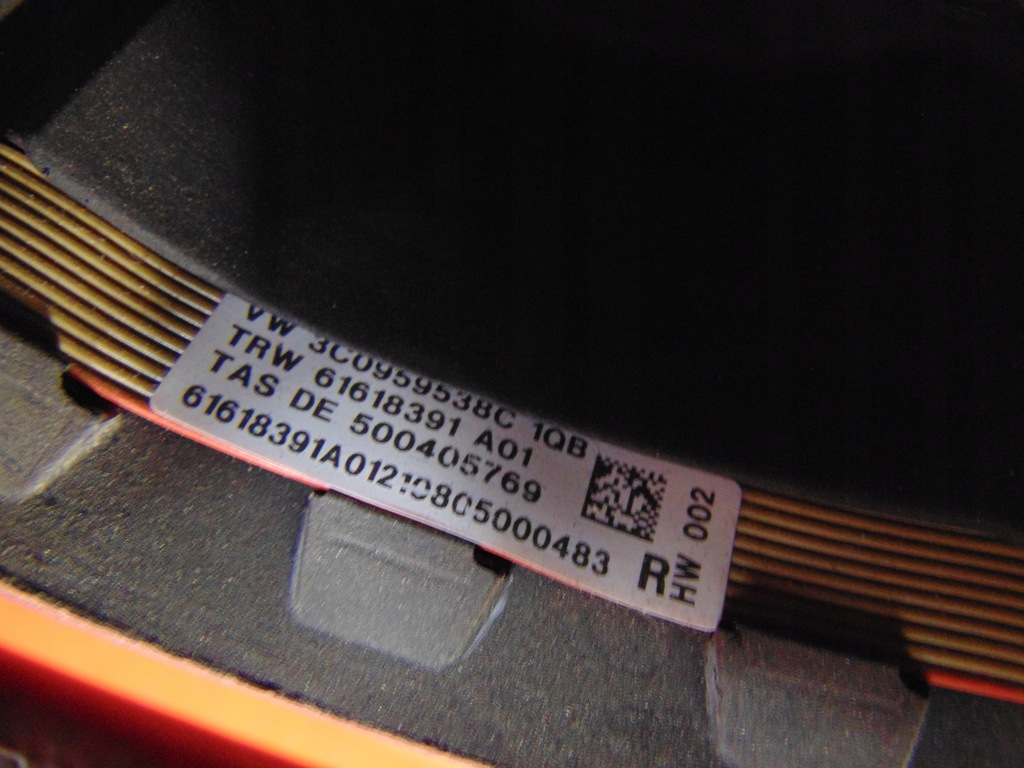 VW 3C0959538C 1QB
TRW 61618391 A01
TAS DE 500405769
61618391A01210805000483
R
HW 002